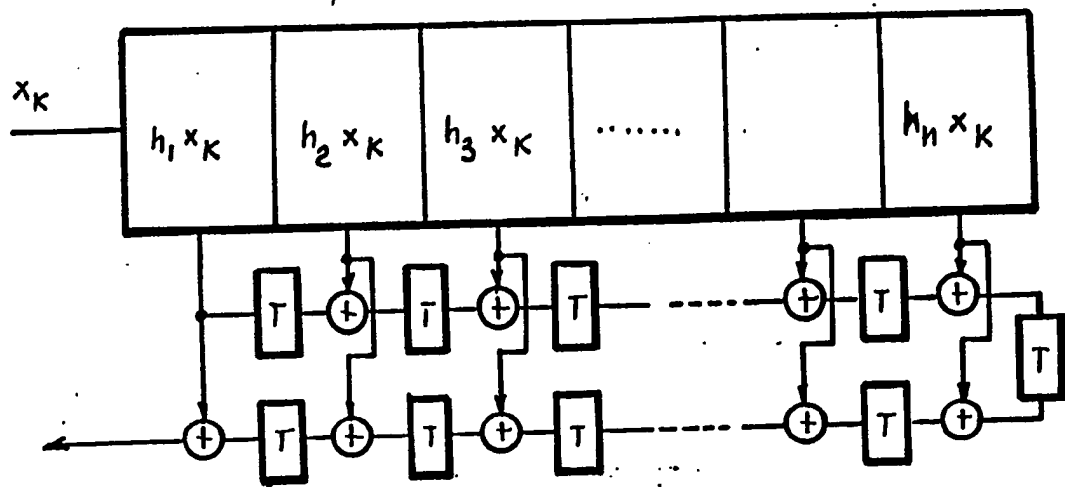 x_K
h_1 x_K h_2 x_K h_3 x_K ........ h_n x_K
+ + + +
T T T T
T
+ + + + +
T T T T